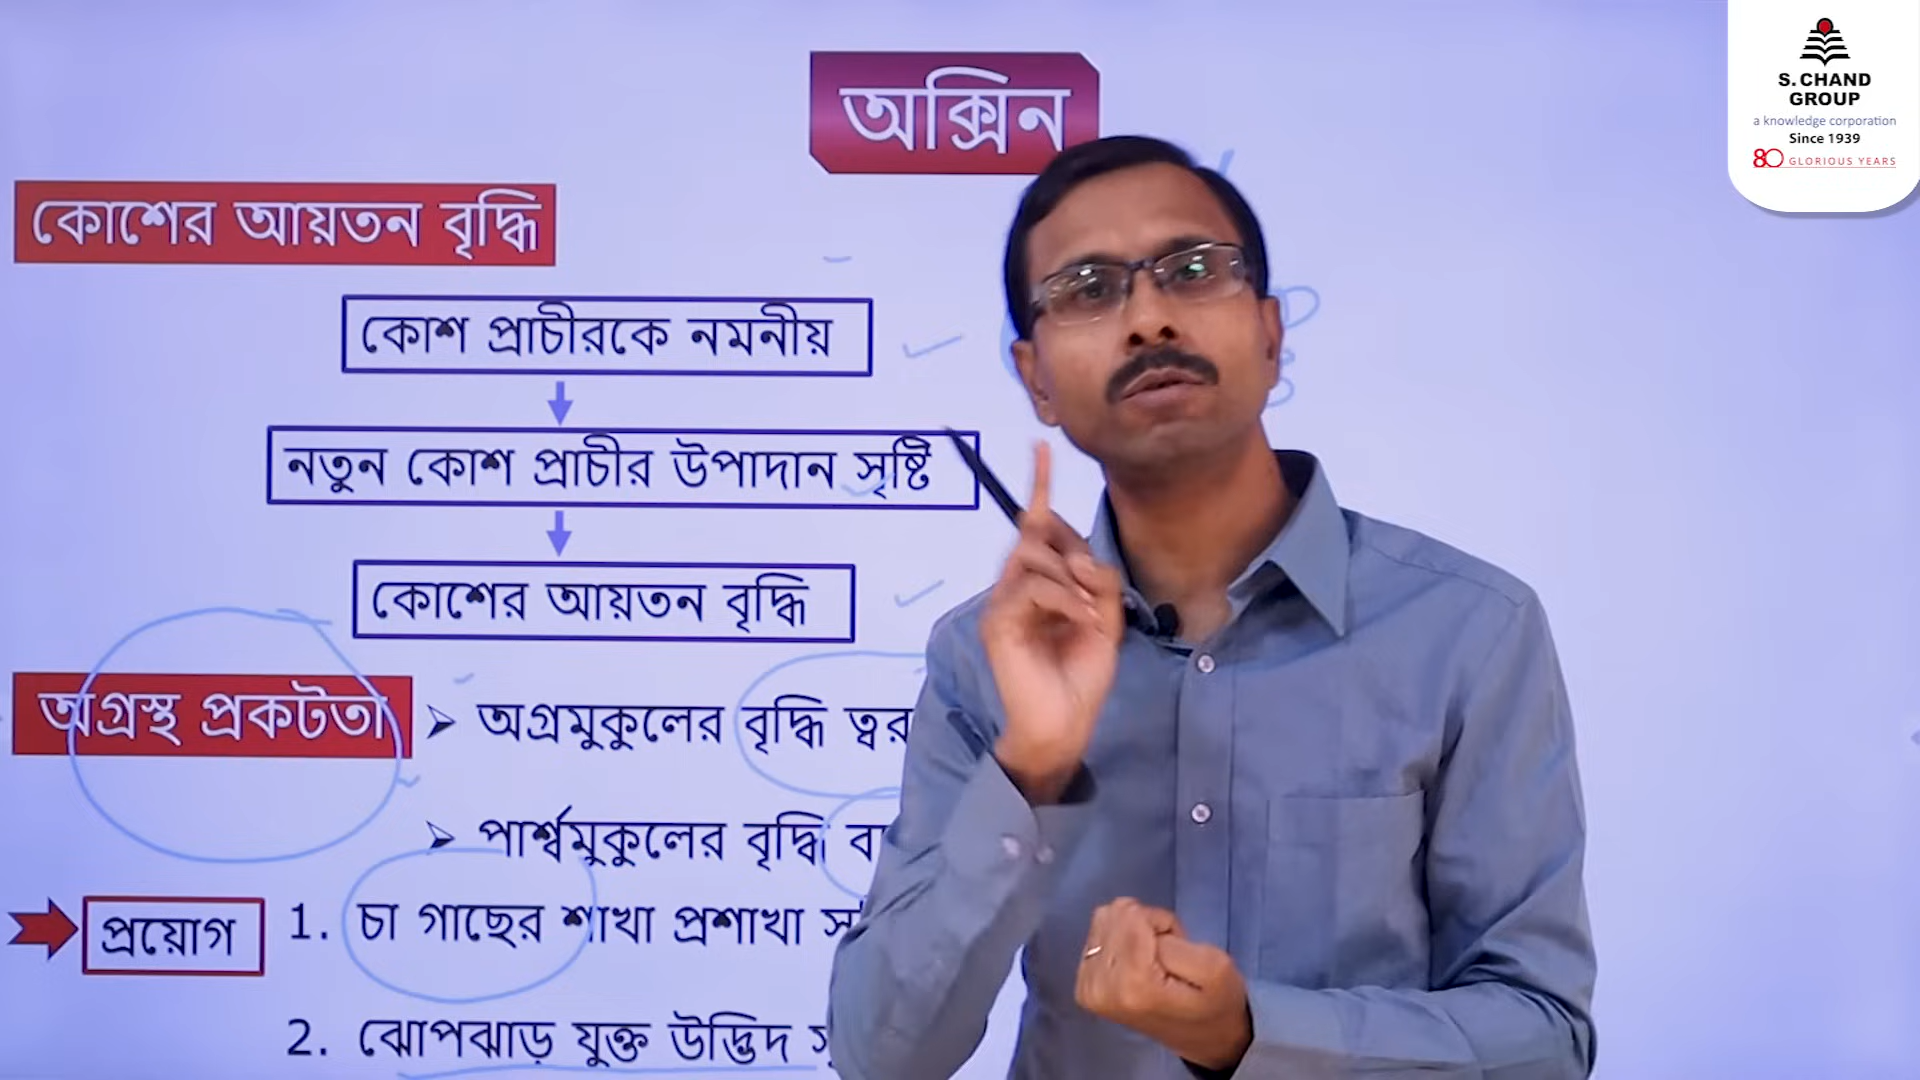 অক্সিন
S. CHAND
GROUP
a knowledge corporation
Since 1939
80 GLORIOUS YEARS
কোশের আয়তন বৃদ্ধি
কোশ প্রাচীরকে নমনীয়
নতুন কোশ প্রাচীর উপাদান সৃষ্টি
কোশের আয়তন বৃদ্ধি
অগ্রস্থ প্রকটতা ➢ অগ্রমুকুলের বৃদ্ধি ত্বর
➢ পার্শ্বমুকুলের বৃদ্ধি
প্রয়োগ 1. চা গাছের শাখা প্রশাখা
2. ঝোপঝাড় যুক্ত উদ্ভিদ